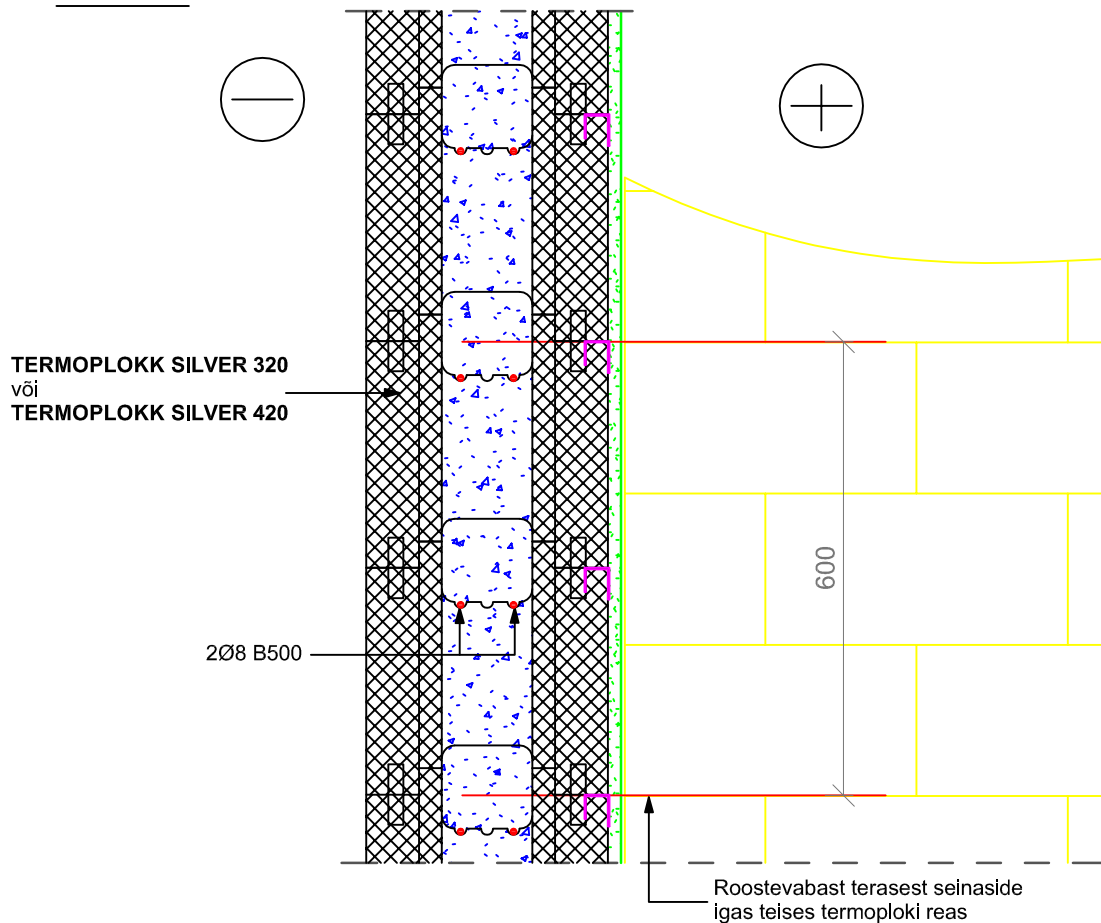 TERMOPLOKK SILVER 320
või
TERMOPLOKK SILVER 420
600
2Ø8 B500
Roostevabast terasest seinaside
igas teises termoploki reas